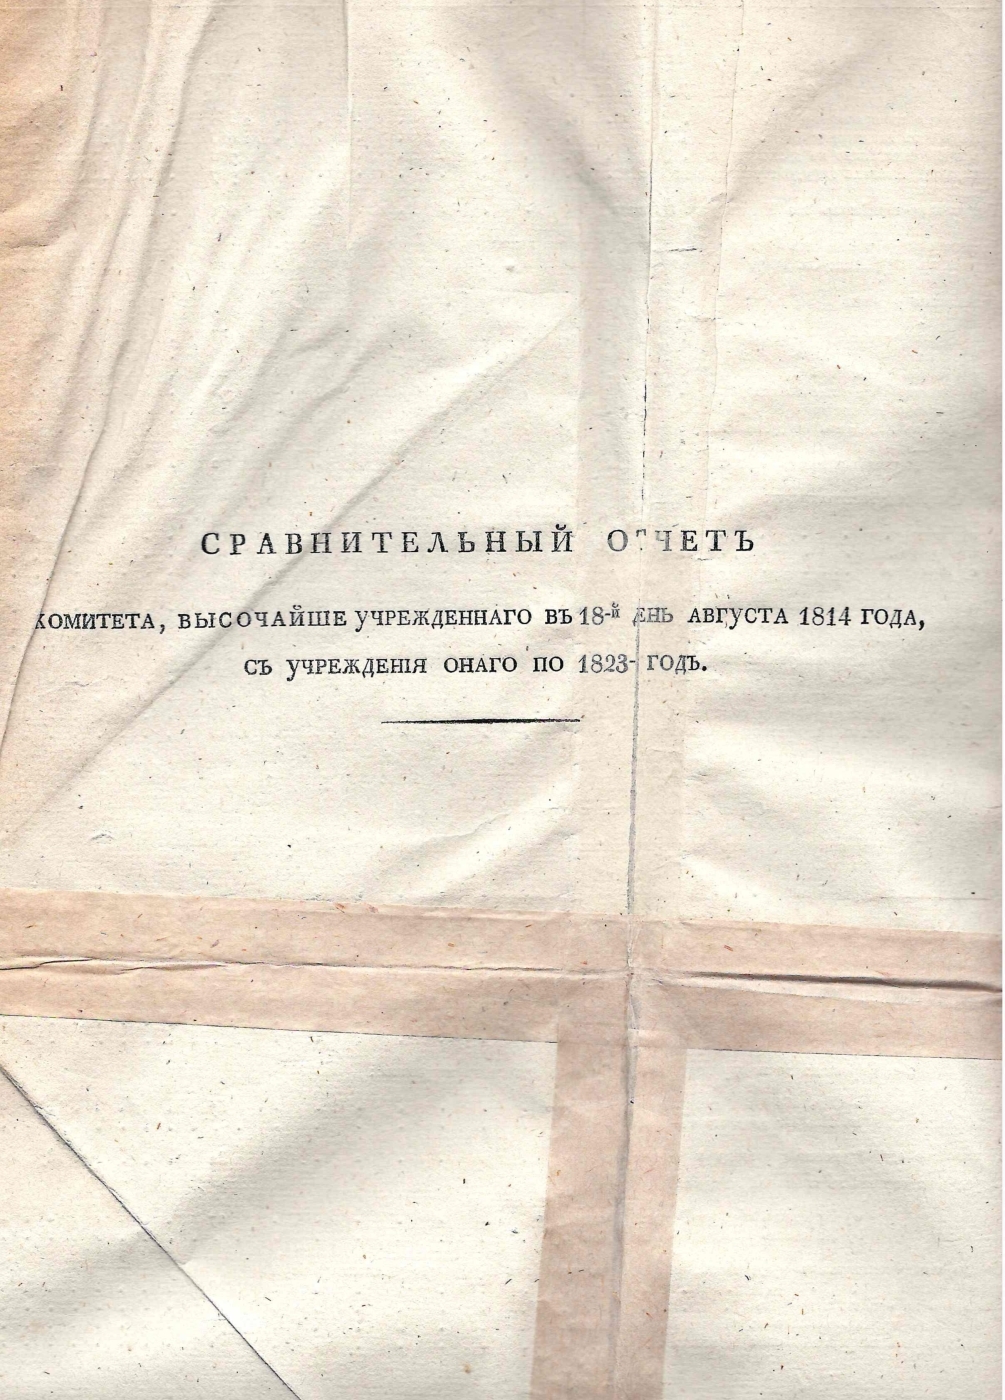 СРАВНИТЕЛЬНЫЙ ОТЧЕТЪ
КОМИТЕТА, ВЫСОЧАЙШЕ УЧРЕЖДЕННАГО ВЪ 18-й ДЕНЬ АВГУСТА 1814 ГОДА,
СЪ УЧРЕЖДЕНІЯ ОНАГО ПО 1823- ГОДЪ.